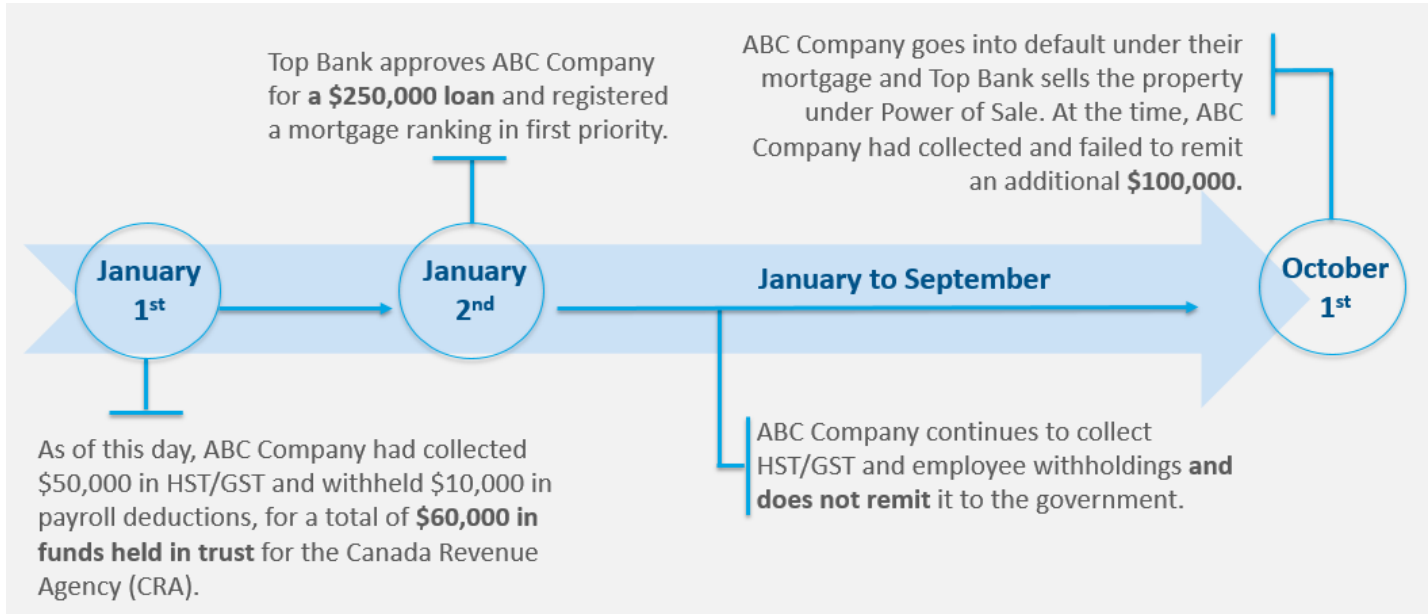 Top Bank approves ABC Company
for a $250,000 loan and registered
a mortgage ranking in first priority.
ABC Company goes into default under their
mortgage and Top Bank sells the property
under Power of Sale. At the time, ABC
Company had collected and failed to remit
an additional $100,000.
January
1st
January
2nd
January to September
October
1st
As of this day, ABC Company had collected
$50,000 in HST/GST and withheld $10,000 in
payroll deductions, for a total of $60,000 in
funds held in trust for the Canada Revenue
Agency (CRA).
ABC Company continues to collect
HST/GST and employee withholdings and
does not remit it to the government.